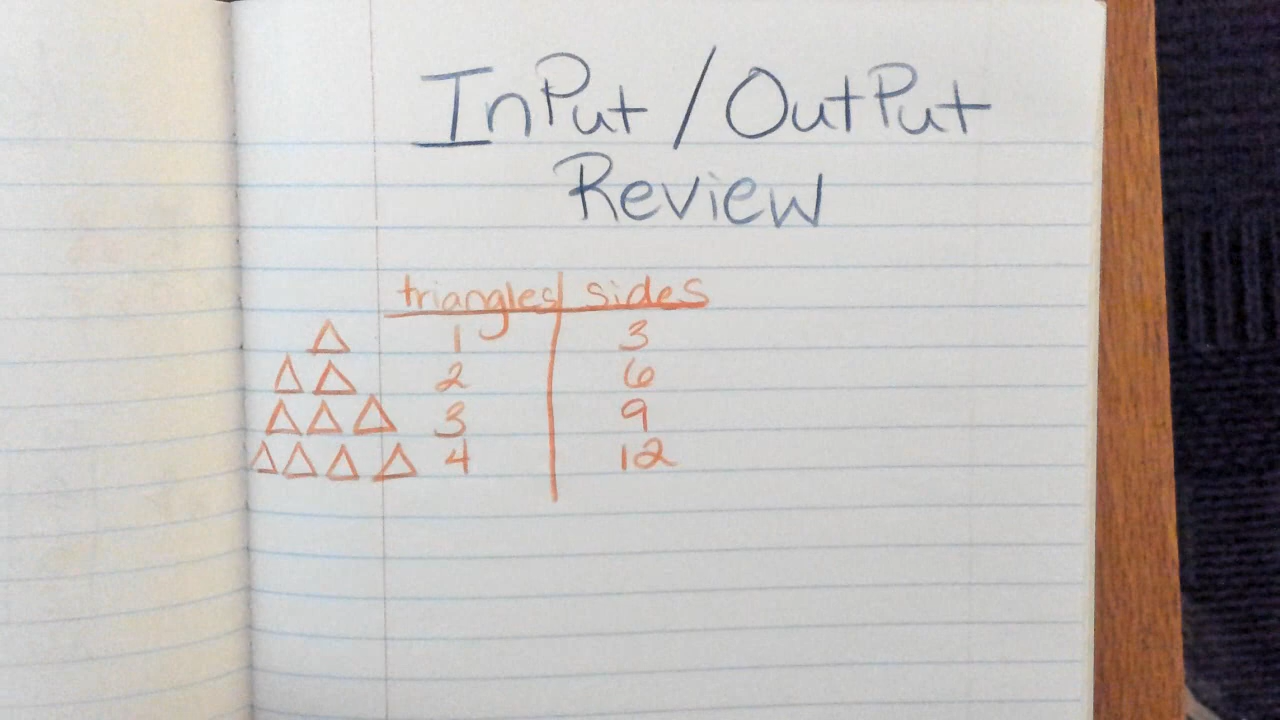 InPut / OutPut
Review
triangles sides
1 3
2 6
3 9
4 12